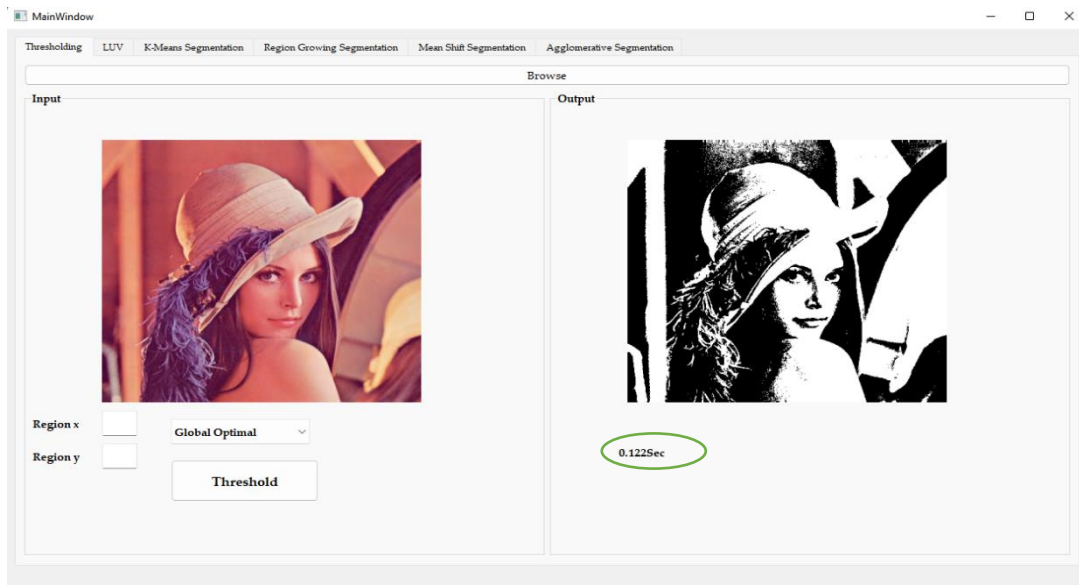 MainWindow
Thresholding LUV K-Means Segmentation Region Growing Segmentation Mean Shift Segmentation Agglomerative Segmentation
Browse
Input
Output
Region x
Global Optimal
Region y
Threshold
0.122Sec